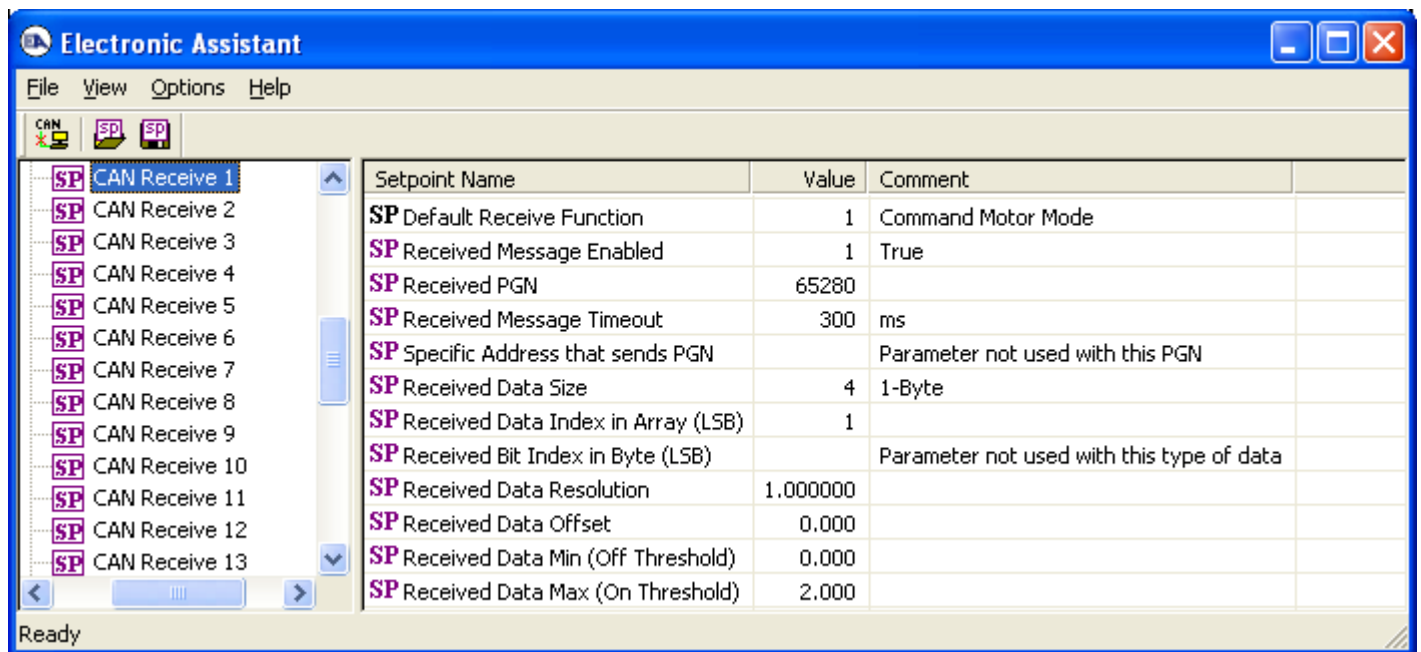 Electronic Assistant
File View Options Help
CAN SP SP
SP CAN Receive 1
SP CAN Receive 2
SP CAN Receive 3
SP CAN Receive 4
SP CAN Receive 5
SP CAN Receive 6
SP CAN Receive 7
SP CAN Receive 8
SP CAN Receive 9
SP CAN Receive 10
SP CAN Receive 11
SP CAN Receive 12
SP CAN Receive 13
Setpoint Name Value Comment
SP Default Receive Function 1 Command Motor Mode
SP Received Message Enabled 1 True
SP Received PGN 65280
SP Received Message Timeout 300 ms
SP Specific Address that sends PGN Parameter not used with this PGN
SP Received Data Size 4 1-Byte
SP Received Data Index in Array (LSB) 1
SP Received Bit Index in Byte (LSB) Parameter not used with this type of data
SP Received Data Resolution 1.000000
SP Received Data Offset 0.000
SP Received Data Min (Off Threshold) 0.000
SP Received Data Max (On Threshold) 2.000
Ready